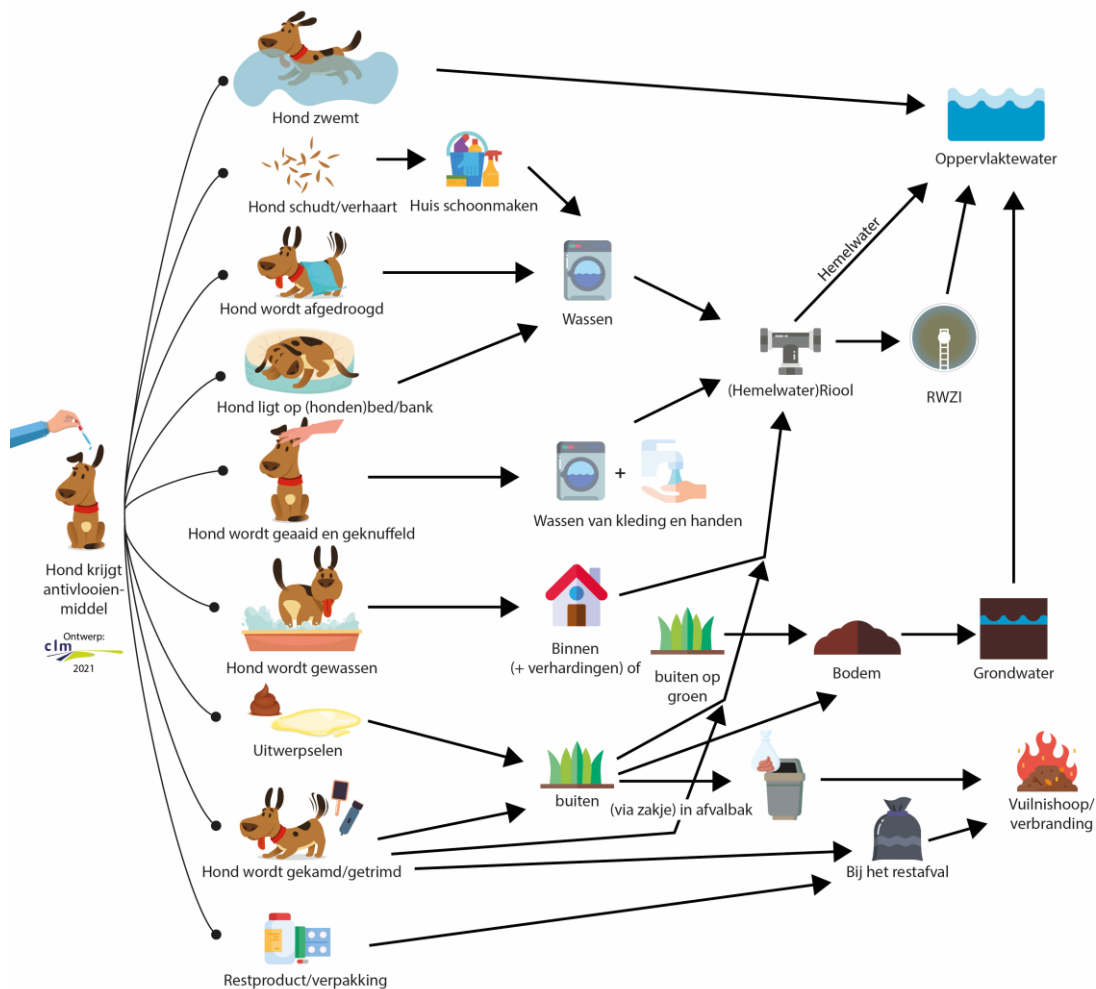 Hond zwemt
Oppervlaktewater
Hond schudt/verhaart
Huis schoonmaken
Hemelwater
Hond wordt afgedroogd
Wassen
(Hemelwater)Riool
RWZI
Hond ligt op (honden)bed/bank
+
Wassen van kleding en handen
Hond wordt geaaid en geknuffeld
Hond krijgt
antivlooien-
middel
Ontwerp:
clm
2021
Hond wordt gewassen
Binnen
(+ verhardingen) of
buiten op
groen
Bodem
Grondwater
Uitwerpselen
buiten
(via zakje) in afvalbak
Vuilnishoop/
verbranding
Hond wordt gekamd/getrimd
Bij het restafval
Restproduct/verpakking